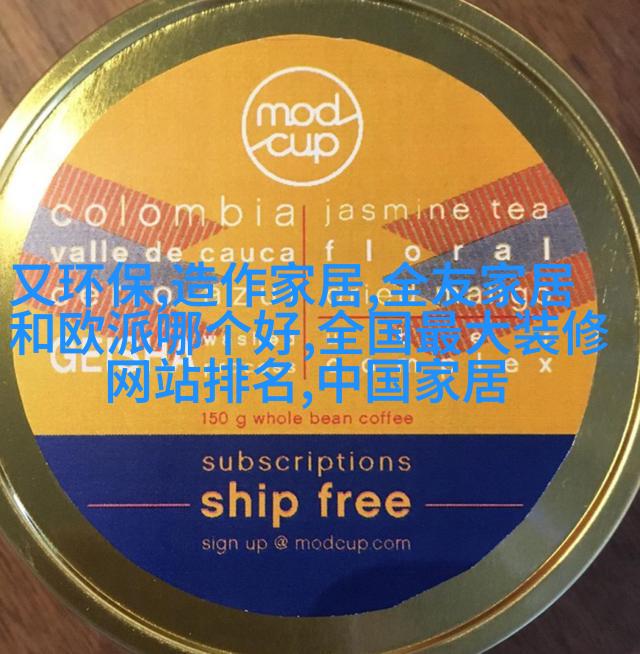 mod
cup
colombia
jasmine tea
valle de cauca
floral
又环保,造作家居,全友家居
和欧派哪个好,全国最大装修
网站排名,中国家居
washed
150 g whole bean coffee
subscriptions
ship free
sign up @ modcup.com